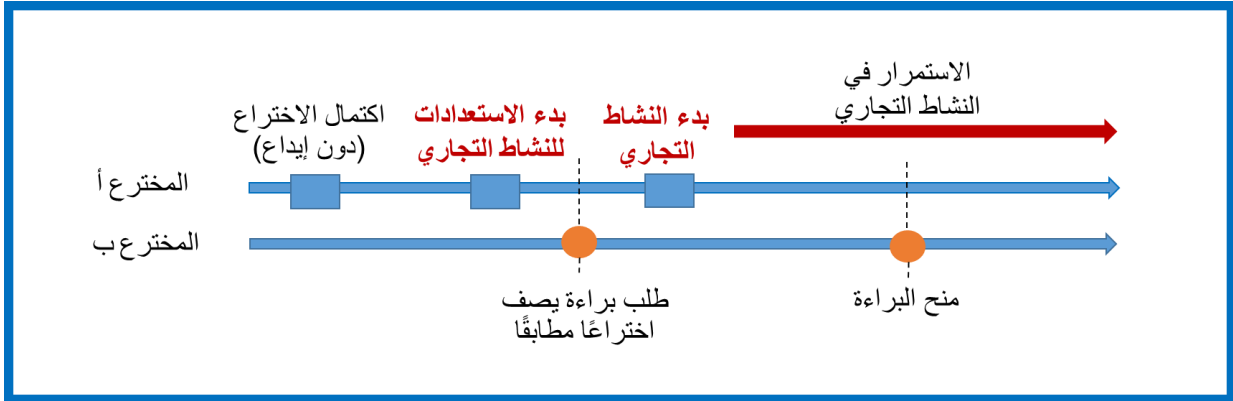 الاستمرار في
النشاط التجاري
بدء النشاط
التجاري
بدء الاستعدادات
للنشاط التجاري
اكتمال الاختراع
(دون إيداع)
المخترع أ
المخترع ب
طلب براءة يصف
اختراعًا مطابقًا
منح البراءة